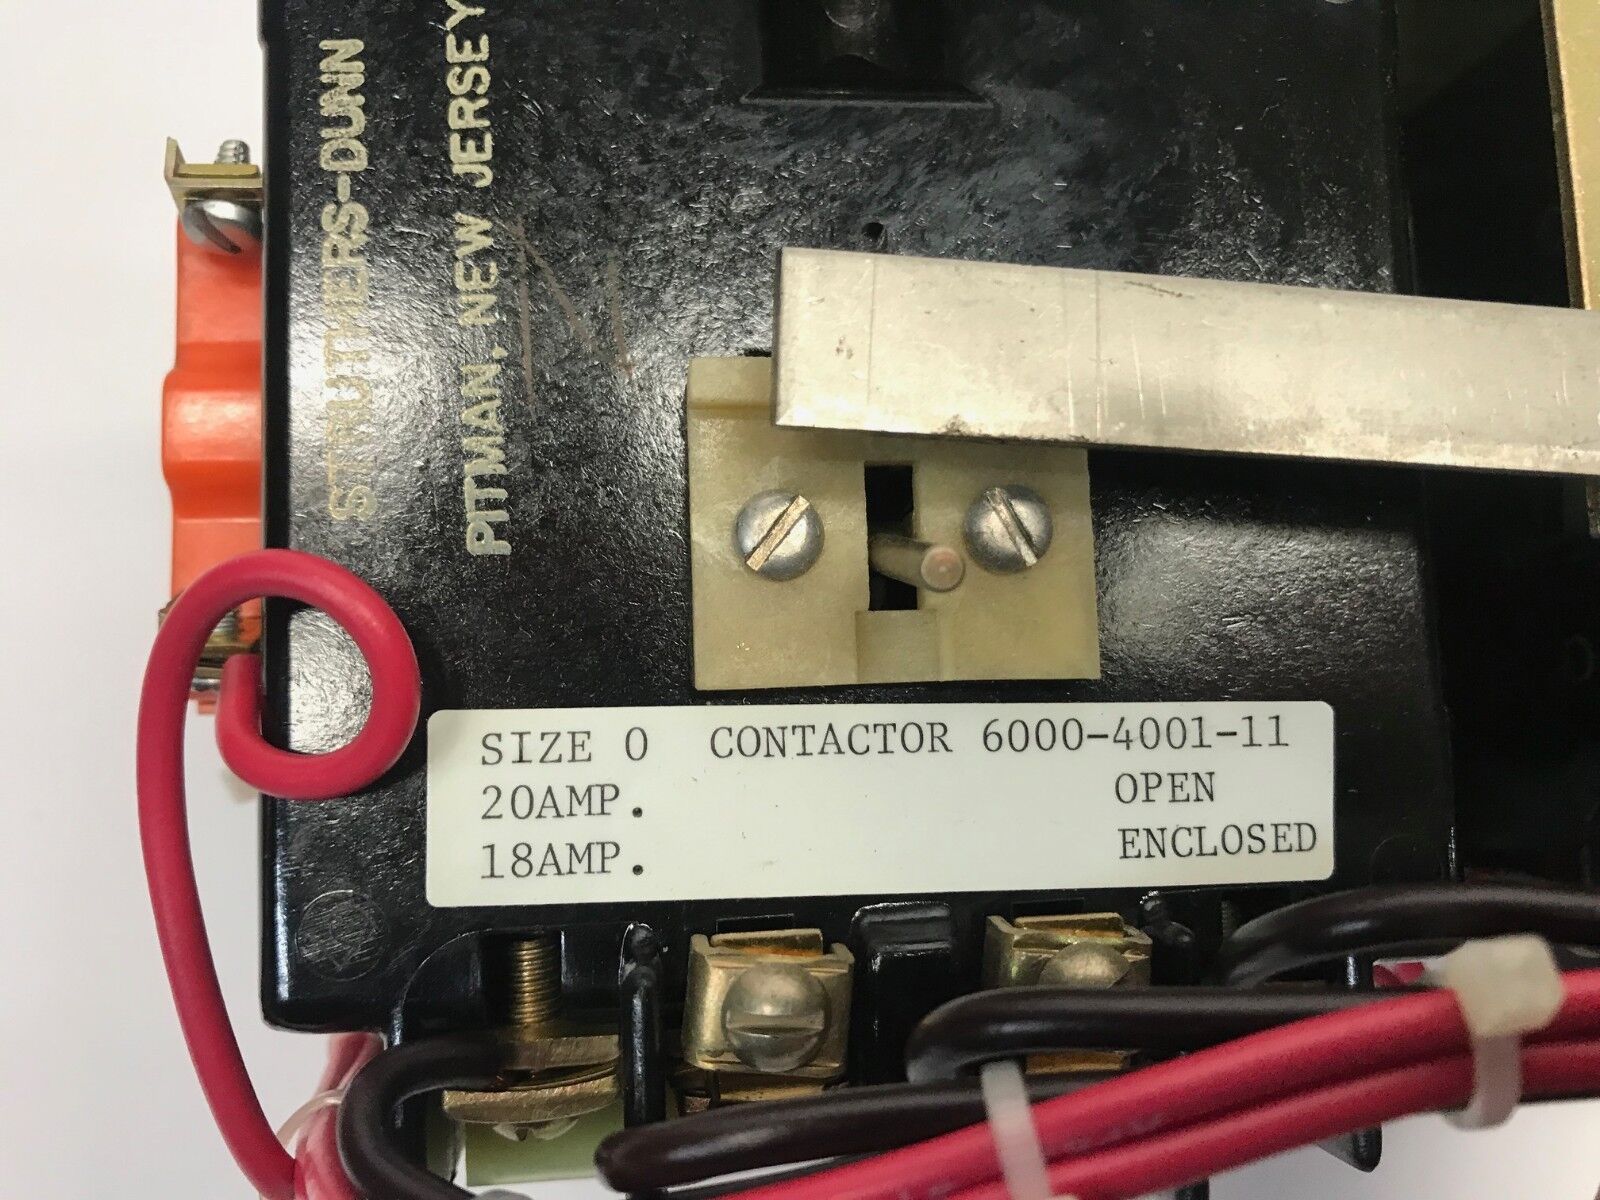 STRUTHERS-DUNN
PITMAN, NEW JERSEY
N
SIZE 0 CONTACTOR 6000-4001-11
20AMP. OPEN
18AMP. ENCLOSED